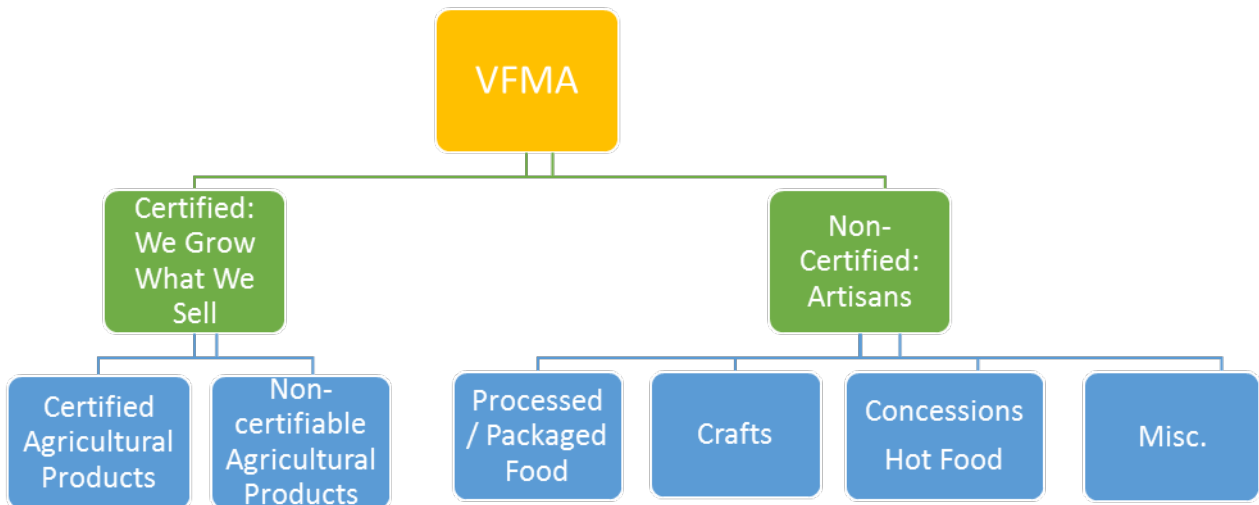 VFMA
Certified:
We Grow
What We
Sell
Non-
Certified:
Artisans
Certified
Agricultural
Products
Non-
certifiable
Agricultural
Products
Processed
/ Packaged
Food
Crafts
Concessions
Hot Food
Misc.